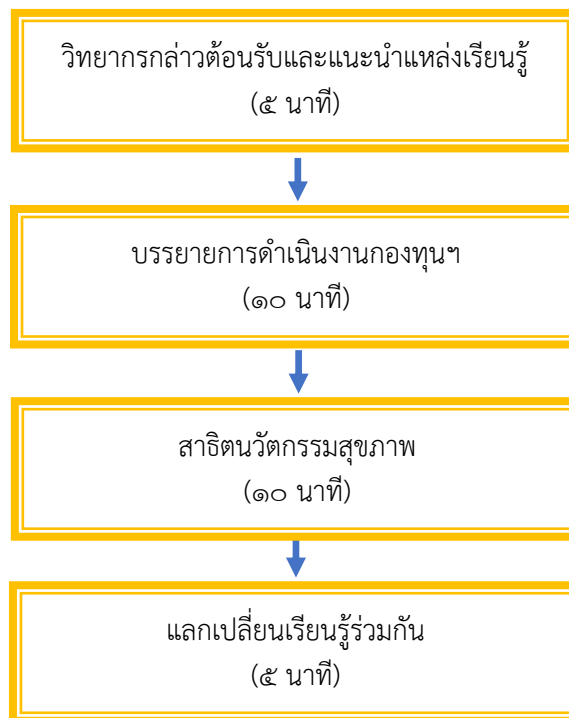 วิทยากรกล่าวต้อนรับและแนะนำแหล่งเรียนรู้
(๕ นาที)
บรรยายการดำเนินงานกองทุนฯ
(๑๐ นาที)
สาธิตนวัตกรรมสุขภาพ
(๑๐ นาที)
แลกเปลี่ยนเรียนรู้ร่วมกัน
(๕ นาที)